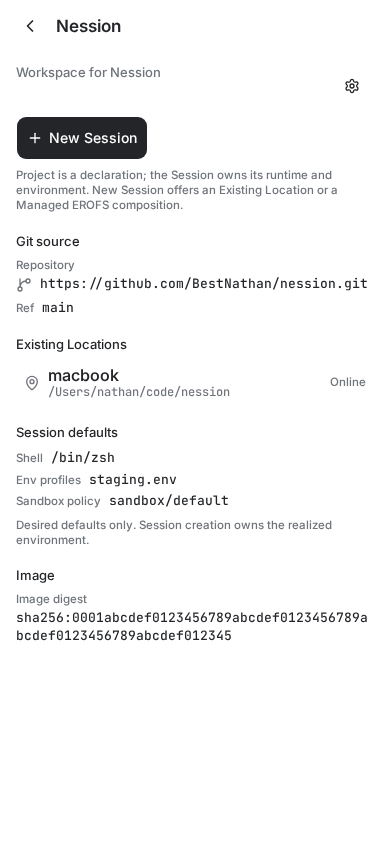 Nession
Workspace for Nession
New Session
Project is a declaration; the Session owns its runtime and
environment. New Session offers an Existing Location or a
Managed EROFS composition.
Git source
Repository
https://github.com/BestNathan/nession.git
Ref main
Existing Locations
macbook
/Users/nathan/code/nession
Online
Session defaults
Shell /bin/zsh
Env profiles staging.env
Sandbox policy sandbox/default
Desired defaults only. Session creation owns the realized
environment.
Image
Image digest
sha256:0001abcdef0123456789abcdef0123456789a
bcdef0123456789abcdef012345